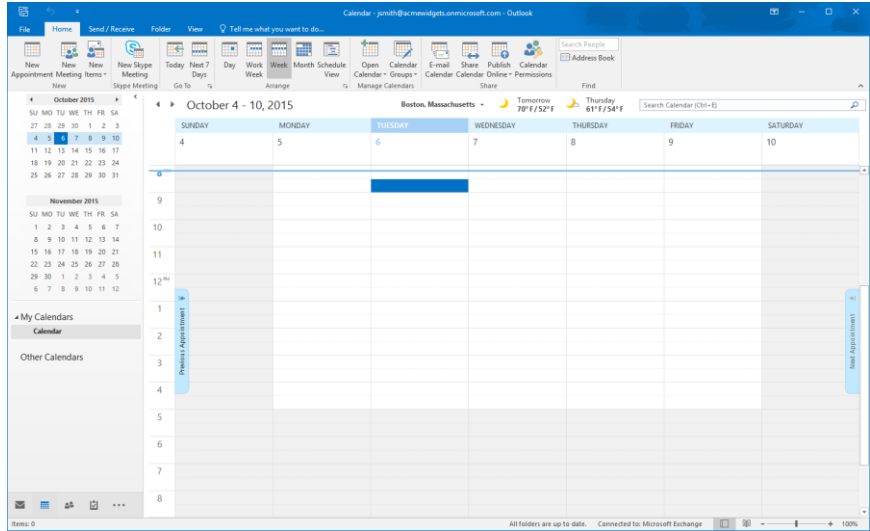 Calendar - jsmith@acmewidgets.onmicrosoft.com - Outlook
File Home Send / Receive Folder View Tell me what you want to do...
New Appointment
New Meeting
New Items
New Skype Meeting
Today
Next 7 Days
Day
Work Week
Week
Month
Schedule View
Open Calendar
Calendar Groups
E-mail Calendar
Share Calendar
Publish Online
Calendar Permissions
Search People
Address Book
New Skype Meeting Go To Arrange Manage Calendars Share Find
October 2015
SU MO TU WE TH FR SA
27 28 29 30 1 2 3
4 5 6 7 8 9 10
11 12 13 14 15 16 17
18 19 20 21 22 23 24
25 26 27 28 29 30 31
November 2015
SU MO TU WE TH FR SA
1 2 3 4 5 6 7
8 9 10 11 12 13 14
15 16 17 18 19 20 21
22 23 24 25 26 27 28
29 30 1 2 3 4 5
6 7 8 9 10 11 12
My Calendars
Calendar
Other Calendars
October 4 - 10, 2015
Boston, Massachusetts
Tomorrow
70°F/52°F
Thursday
61°F/54°F
Search Calendar (Ctrl+E)
SUNDAY MONDAY TUESDAY WEDNESDAY THURSDAY FRIDAY SATURDAY
4 5 6 7 8 9 10
8
9
10
11
12 PM
1
2
3
4
5
6
7
8
Previous Appointment
Next Appointment
Items: 0
All folders are up to date. Connected to: Microsoft Exchange
100%